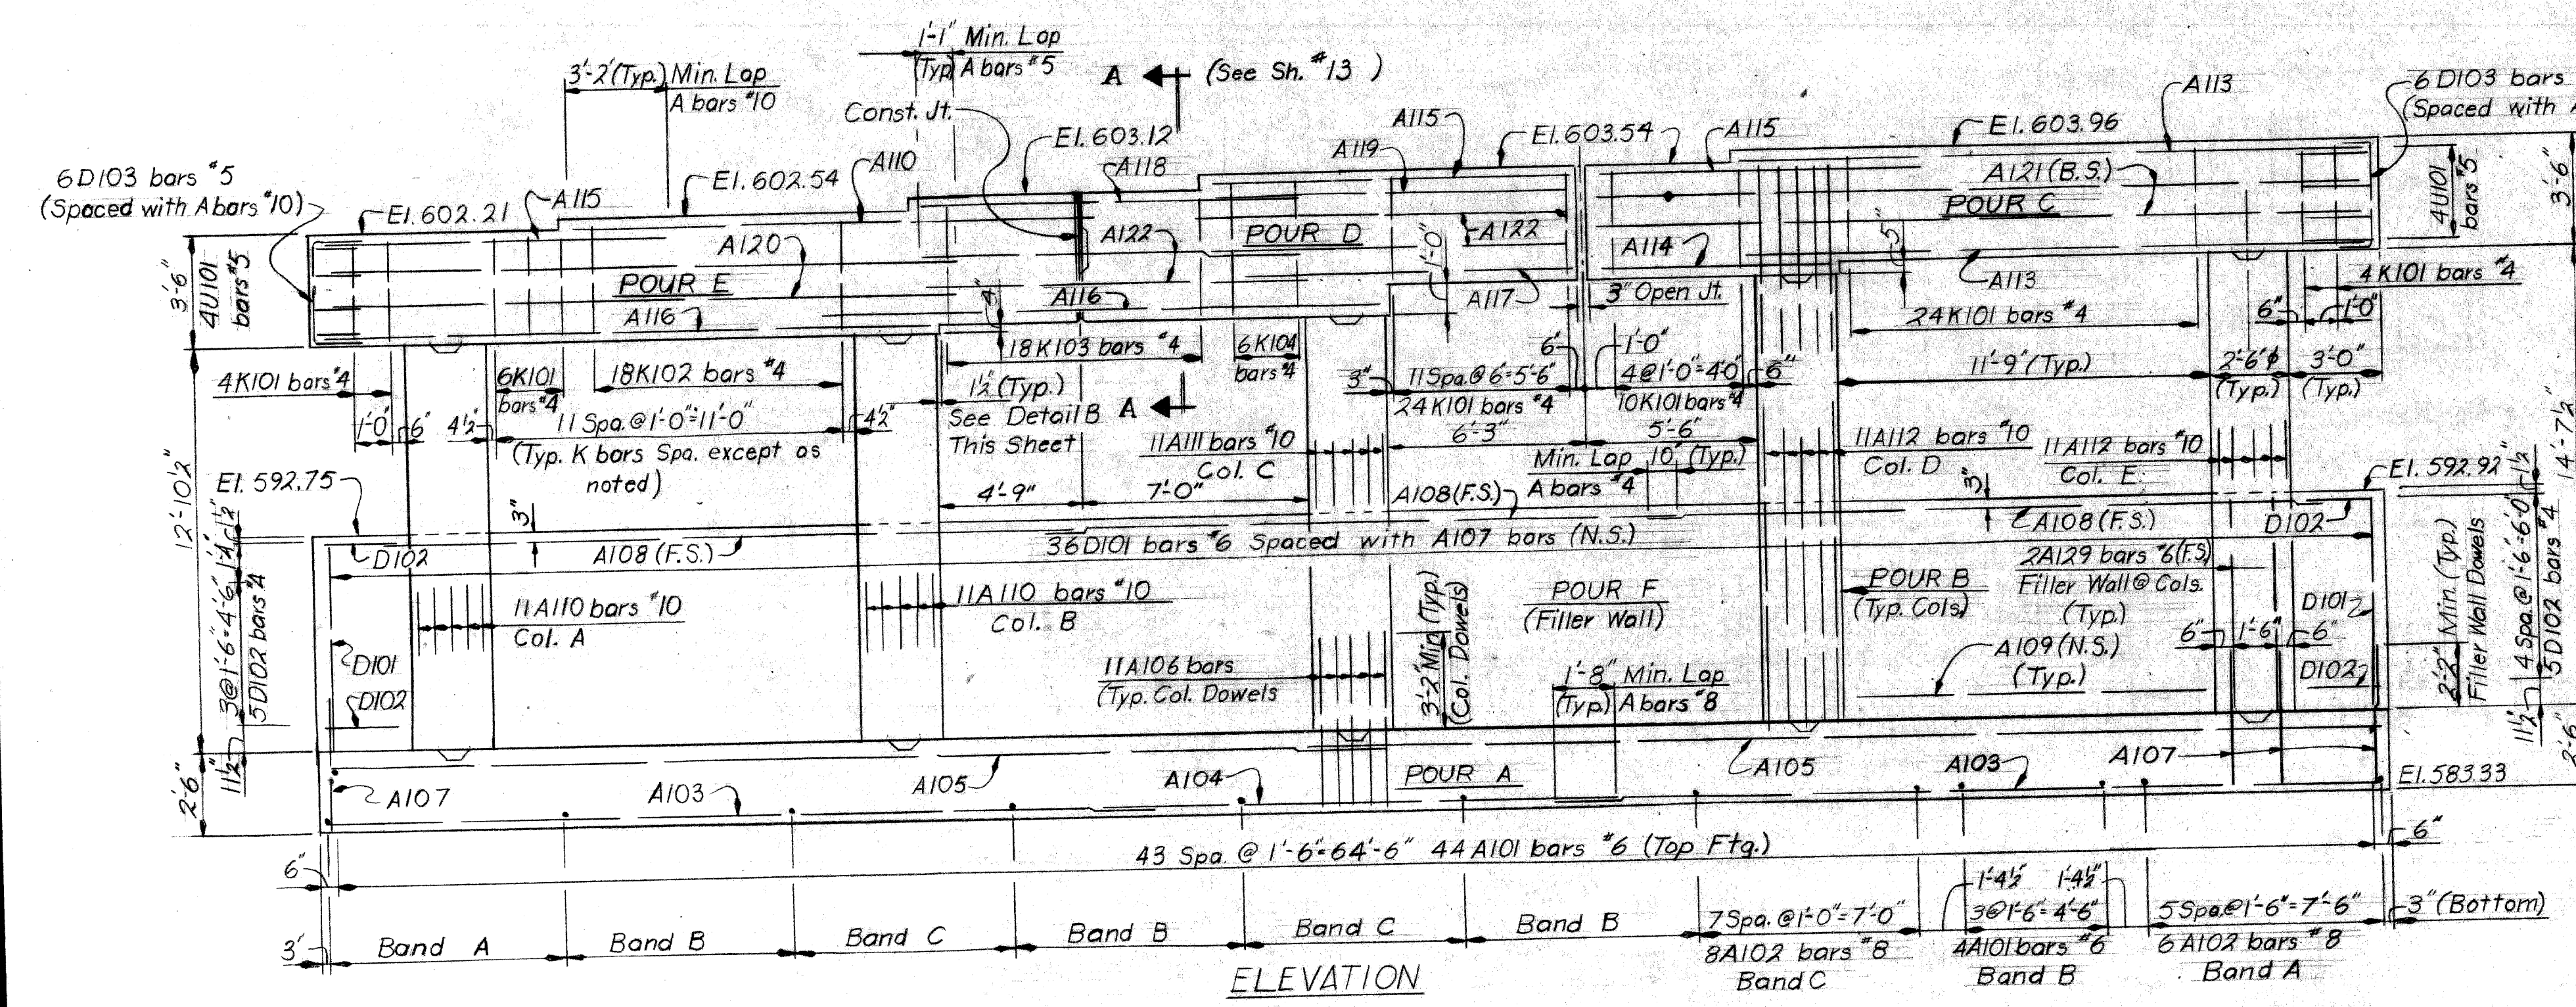 1'-1" Min. Lap
(Typ) A bars #5
3'-2" (Typ.) Min. Lap
A bars #10
A
(See Sh. #13 )
Const. Jt.
A113
6 D103 bars
(Spaced with A
El. 603.12
A115
El. 603.54
A115
El. 603.96
6 D103 bars #5
(Spaced with A bars #10)
El. 602.21
A115
El. 602.54
A110
A118
A119
A121 (B.S.)
POUR C
4U101
bars #5
3'-6"
3'-6"
4U101
bars #5
A120
POUR E
A116
A122
POUR D
A122
1'-0"
A114
5"
4"
A116
A117
3" Open Jt.
A113
4 K101 bars #4
24 K101 bars #4
6"
1'-0"
4 K101 bars #4
6 K101
bars #4
18 K102 bars #4
18 K103 bars #4
6 K104
bars #4
1½" (Typ.)
See Detail B
This Sheet
A
3"
6"
1'-0"
11 Spa. @ 6"=5'-6"
4 @ 1'-0"=4'-0"
6"
24 K101 bars #4
10 K101 bars #4
6'-3"
5'-6"
11'-9" (Typ.)
2'-6"ϕ
(Typ.)
3'-0"
(Typ.)
1'-0"
6"
4½"
11 Spa. @ 1'-0"=11'-0"
4½"
(Typ. K bars Spa. except as
noted)
11 A111 bars #10
Col. C
Min. Lap 10" (Typ.)
A bars #4
11 A112 bars #10
Col. D
11 A112 bars #10
Col. E
El. 592.92
El. 592.75
4'-9"
7'-0"
A108 (F.S.)
3"
3"
A108 (F.S.)
D102
D102
A108 (F.S.)
36 D101 bars #6 Spaced with A107 bars (N.S.)
12'-10½"
3 @ 1'-6"=4'-6"
5 D102 bars #4
11½"
2'-6"
11 A110 bars #10
Col. A
11 A110 bars #10
Col. B
POUR F
(Filler Wall)
POUR B
(Typ. Cols)
2 A129 bars #6 (F.S)
Filler Wall @ Cols.
(Typ.)
D101
6"
1'-6"
6"
D102
A109 (N.S.)
(Typ.)
2'-2" Min. (Typ.)
Filler Wall Dowels
4 Spa. @ 1'-6"=6'-0"
5 D102 bars #4
14'-7½"
11½"
2'-6"
D101
D102
11 A106 bars
(Typ. Col. Dowels
3'-2" Min (Typ.)
(Col. Dowels)
1'-8" Min. Lap
(Typ.) A bars #8
A107
A103
A105
A104
POUR A
A105
A103
A107
El. 583.33
43 Spa. @ 1'-6"=64'-6" 44 A101 bars #6 (Top Ftg.)
6"
6"
3"
Band A
Band B
Band C
Band B
Band C
Band B
7 Spa. @ 1'-0"=7'-0"
8 A102 bars #8
Band C
1'-4½"
1'-4½"
3 @ 1'-6"=4'-6"
4 A101 bars #6
Band B
5 Spa. @ 1'-6"=7'-6"
6 A102 bars #8
Band A
3" (Bottom)
ELEVATION